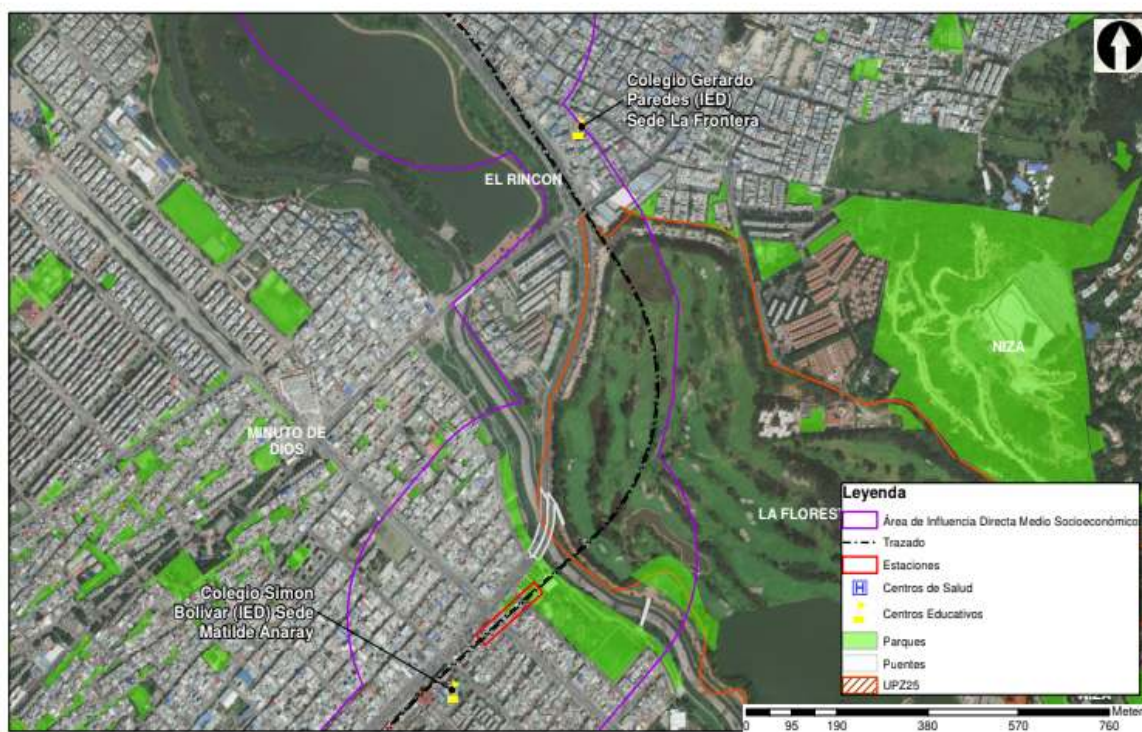 Colegio Gerardo
Paredes (IED)
Sede La Frontera
EL RINCON
NIZA
MINUTO DE
DIOS
LA FLOREST
Colegio Simon
Bolivar (IED) Sede
Matilde Anaray
Leyenda
Área de Influencia Directa Medio Socioeconómico
Trazado
Estaciones
H Centros de Salud
Centros Educativos
Parques
Puentes
UPZ25
NIZA
Meter
0 95 190 380 570 760